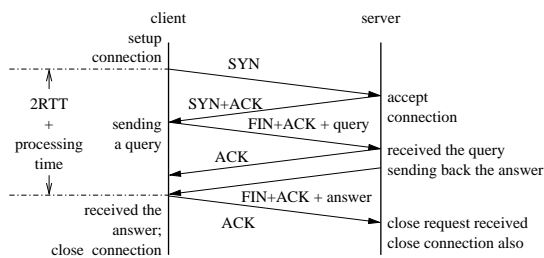 client
server
setup
connection
SYN
2RTT
+
processing
time
SYN+ACK
accept
connection
sending
a query
FIN+ACK + query
ACK
received the query
sending back the answer
FIN+ACK + answer
received the
answer;
close connection
ACK
close request received
close connection also